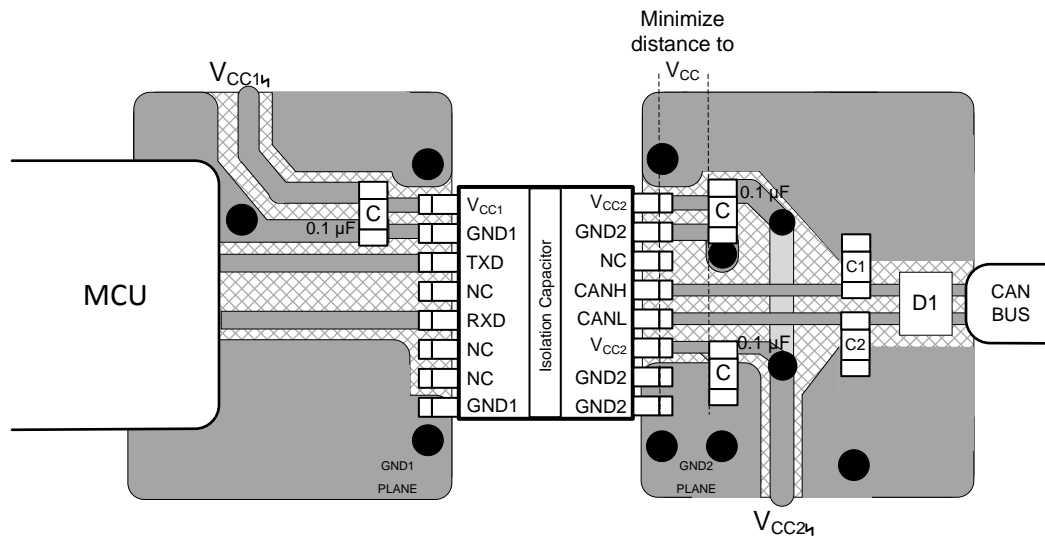 Minimize
distance to
VCC
VCC1
0.1 µF
C
MCU
VCC1
GND1
TXD
NC
RXD
NC
NC
GND1
Isolation Capacitor
VCC2
GND2
NC
CANH
CANL
VCC2
GND2
GND2
0.1 µF
C
0.1 µF
C
C1
C2
D1
CAN
BUS
GND1
PLANE
GND2
PLANE
VCC2